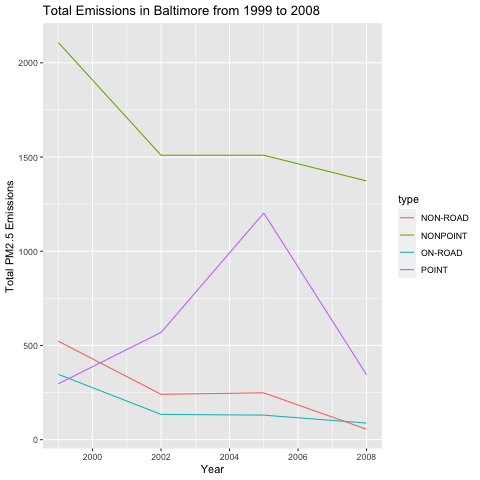 Total Emissions in Baltimore from 1999 to 2008
Total PM2.5 Emissions
2000
1500
1000
500
0
2000
2002
2004
2006
2008
Year
type
NON-ROAD
NONPOINT
ON-ROAD
POINT